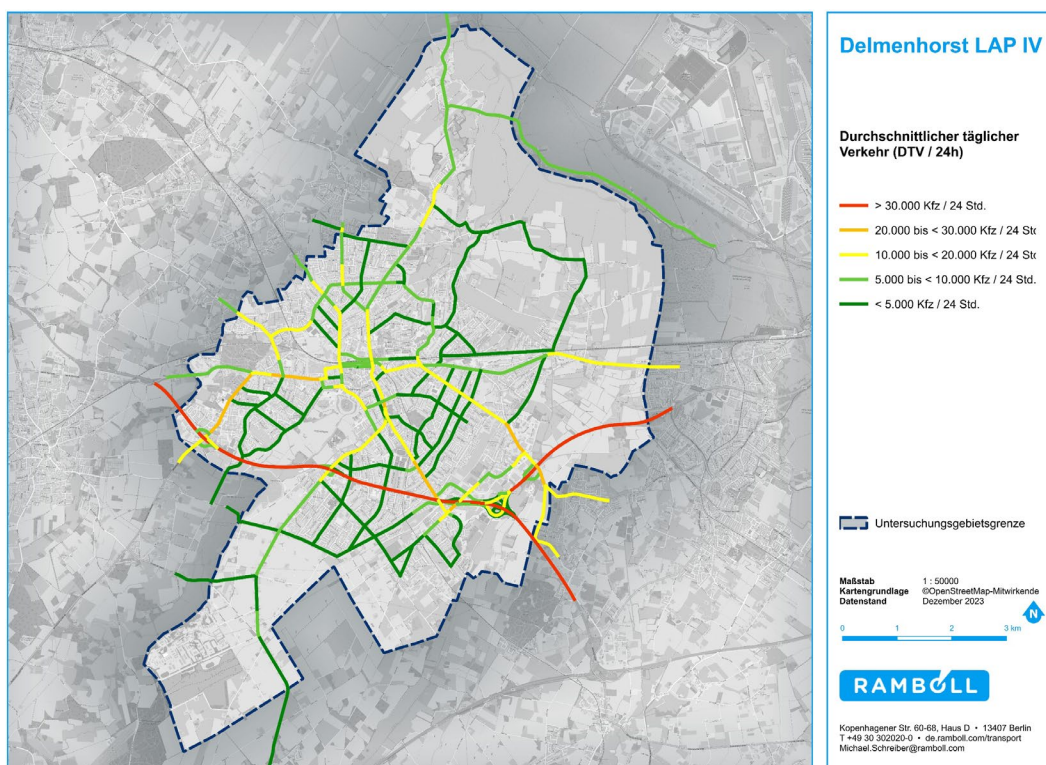 Delmenhorst LAP IV
Durchschnittlicher täglicher
Verkehr (DTV / 24h)
> 30.000 Kfz / 24 Std.
20.000 bis < 30.000 Kfz / 24 Std
10.000 bis < 20.000 Kfz / 24 Std
5.000 bis < 10.000 Kfz / 24 Std.
< 5.000 Kfz / 24 Std.
Untersuchungsgebietsgrenze
Maßstab 1 : 50000
Kartengrundlage ©OpenStreetMap-Mitwirkende
Datenstand Dezember 2023
N
0 1 2 3 km
RAMBOLL
Kopenhagener Str. 60-68, Haus D • 13407 Berlin
T +49 30 302020-0 • de.ramboll.com/transport
Michael.Schreiber@ramboll.com